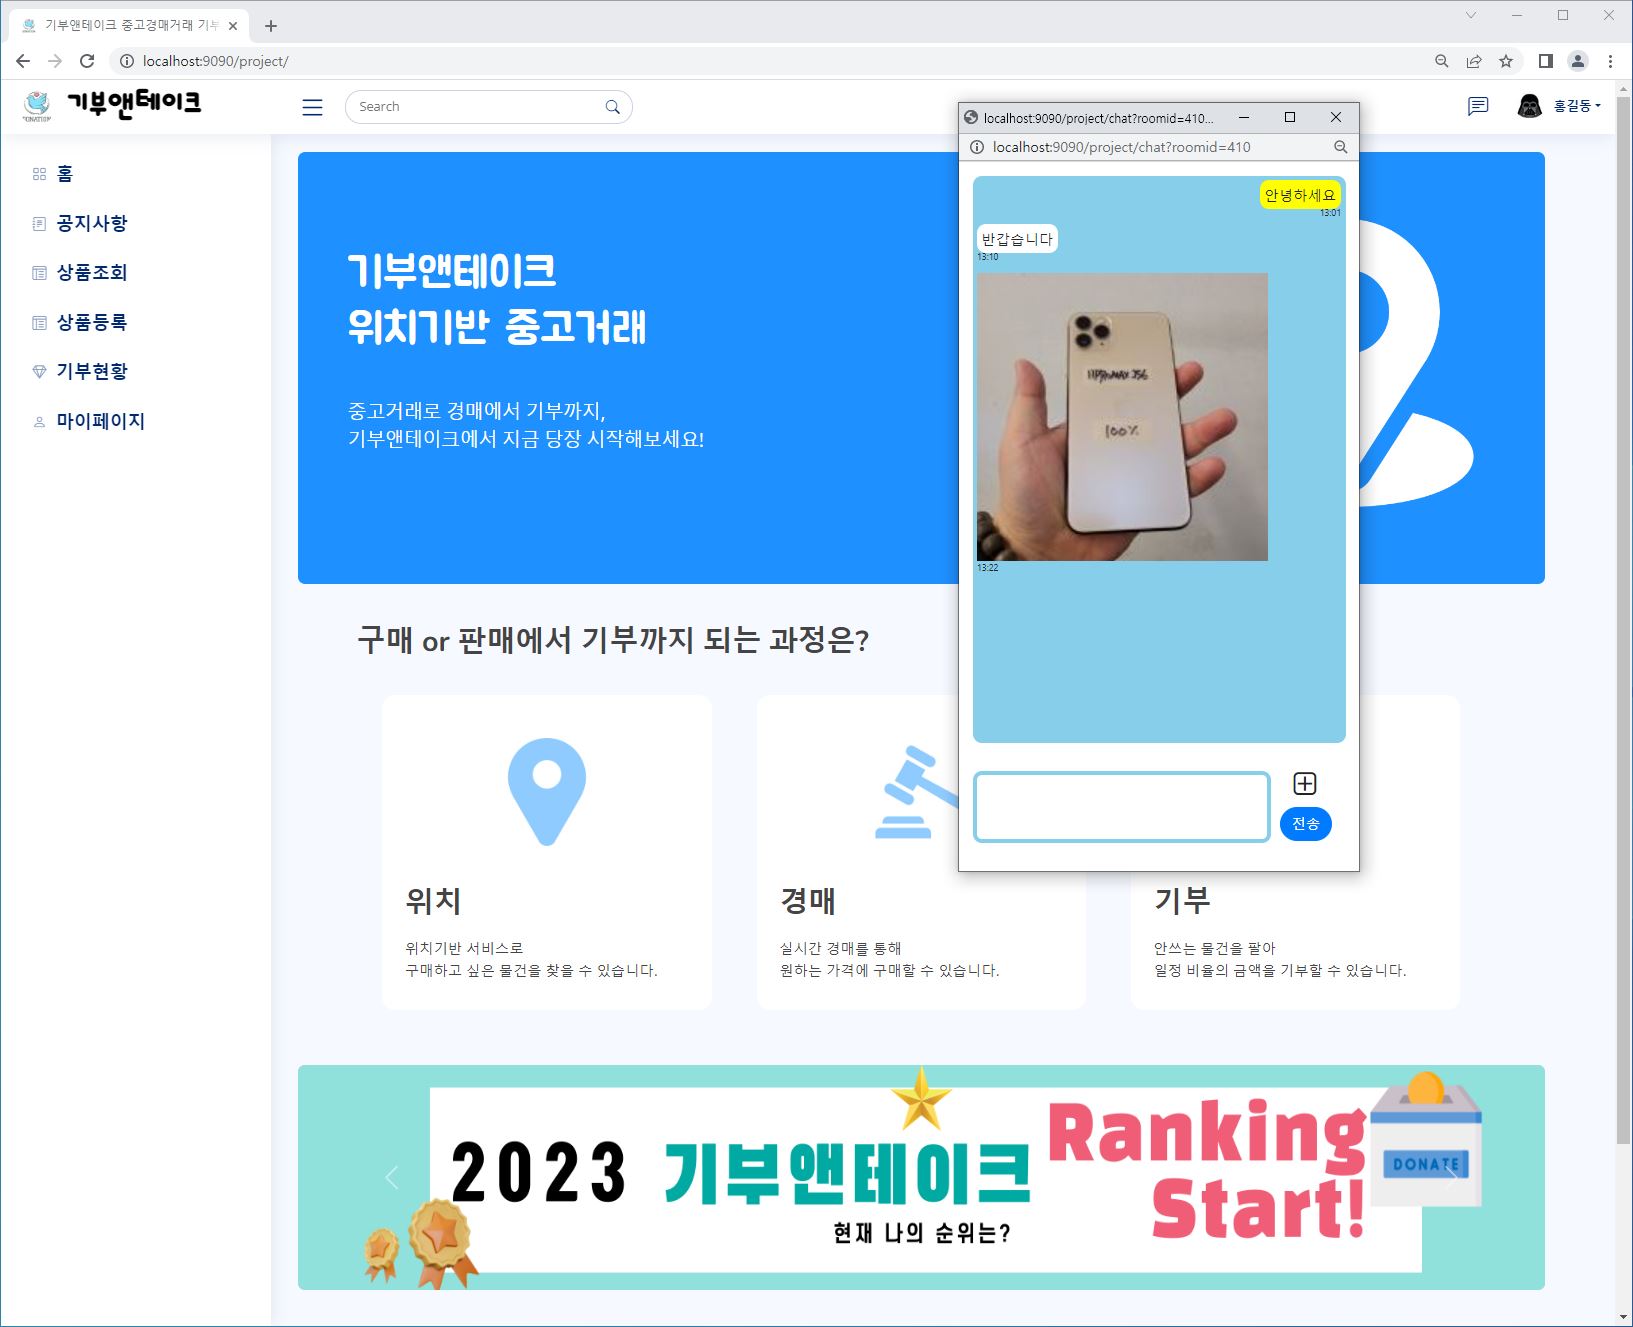 기부앤테이크 중고경매거래 기부
localhost:9090/project/
기부앤테이크
Search
홍길동
홈
공지사항
상품조회
상품등록
기부현황
마이페이지
기부앤테이크
위치기반 중고거래
중고거래로 경매에서 기부까지,
기부앤테이크에서 지금 당장 시작해보세요!
localhost:9090/project/chat?roomid=410...
localhost:9090/project/chat?roomid=410
안녕하세요
13:01
반갑습니다
13:10
11PROMAX 256
100%
13:22
전송
구매 or 판매에서 기부까지 되는 과정은?
위치
위치기반 서비스로
구매하고 싶은 물건을 찾을 수 있습니다.
경매
실시간 경매를 통해
원하는 가격에 구매할 수 있습니다.
기부
안쓰는 물건을 팔아
일정 비율의 금액을 기부할 수 있습니다.
2023 기부앤테이크
현재 나의 순위는?
Ranking
Start!
DONATE